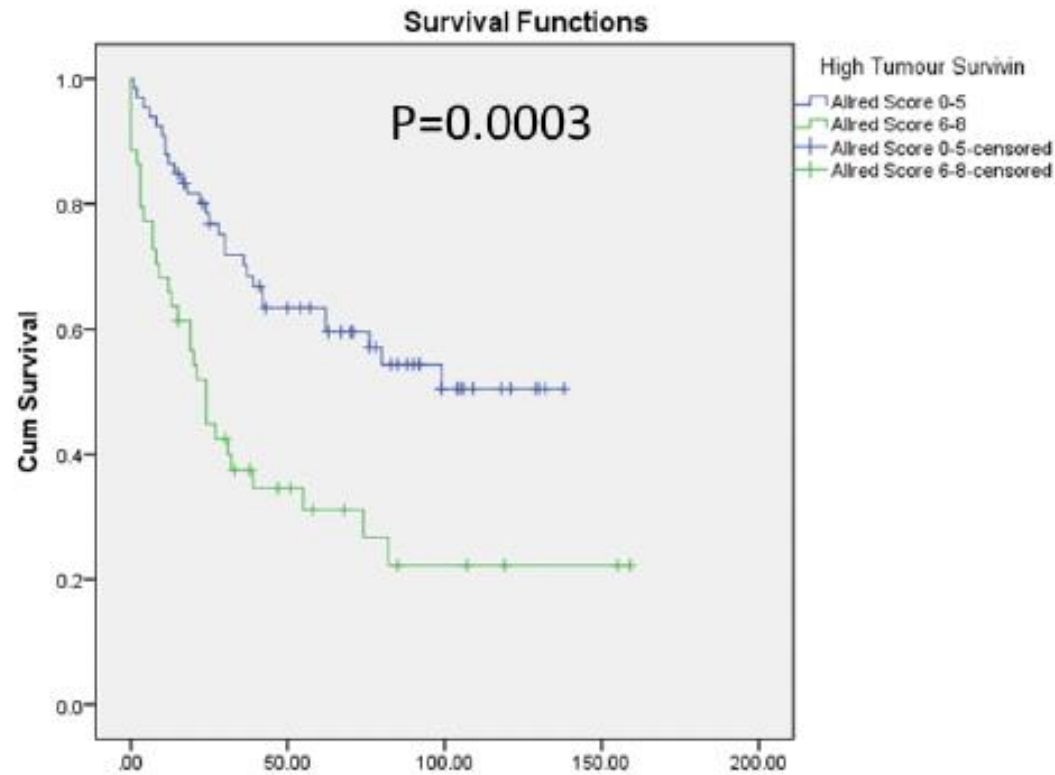 Survival Functions
P=0.0003
High Tumour Survivin
Allred Score 0-5
Allred Score 6-8
Allred Score 0-5-censored
Allred Score 6-8-censored
Cum Survival
1.0
0.8
0.6
0.4
0.2
0.0
.00 50.00 100.00 150.00 200.00